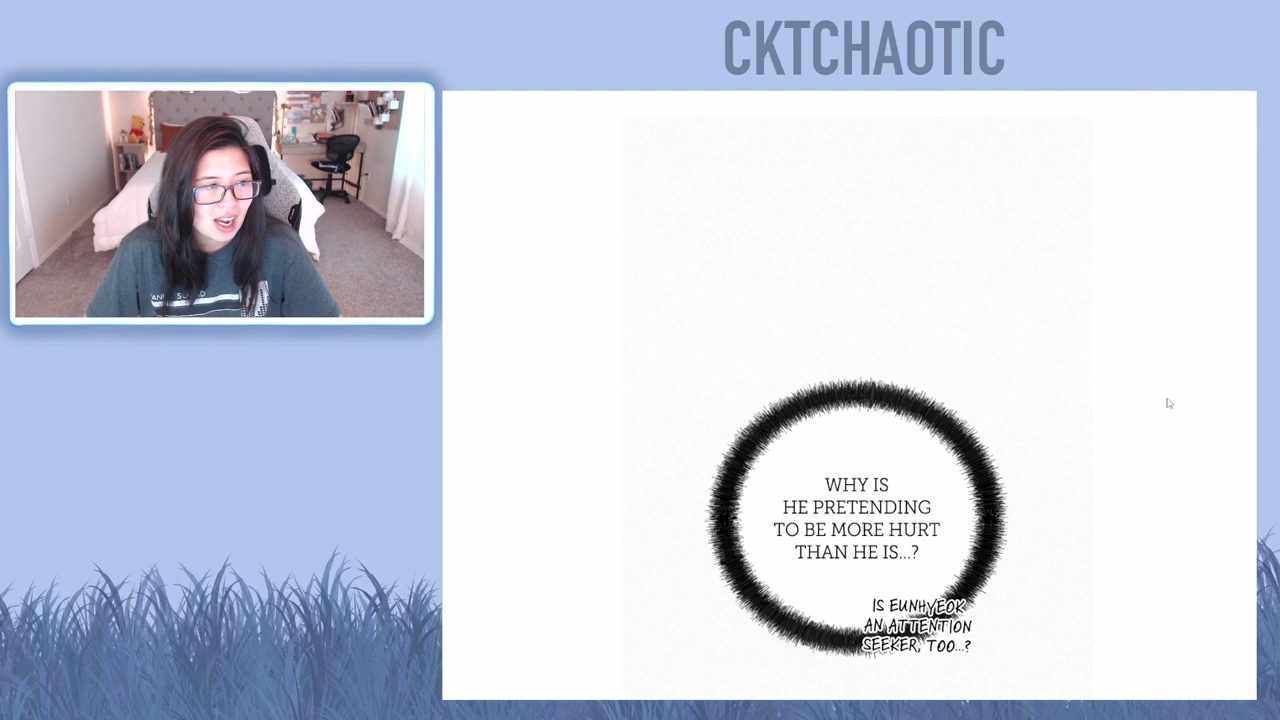 CKTCHAOTIC
WHY IS
HE PRETENDING
TO BE MORE HURT
THAN HE IS...?
IS EUNHYEOK
AN ATTENTION
SEEKER, TOO...?